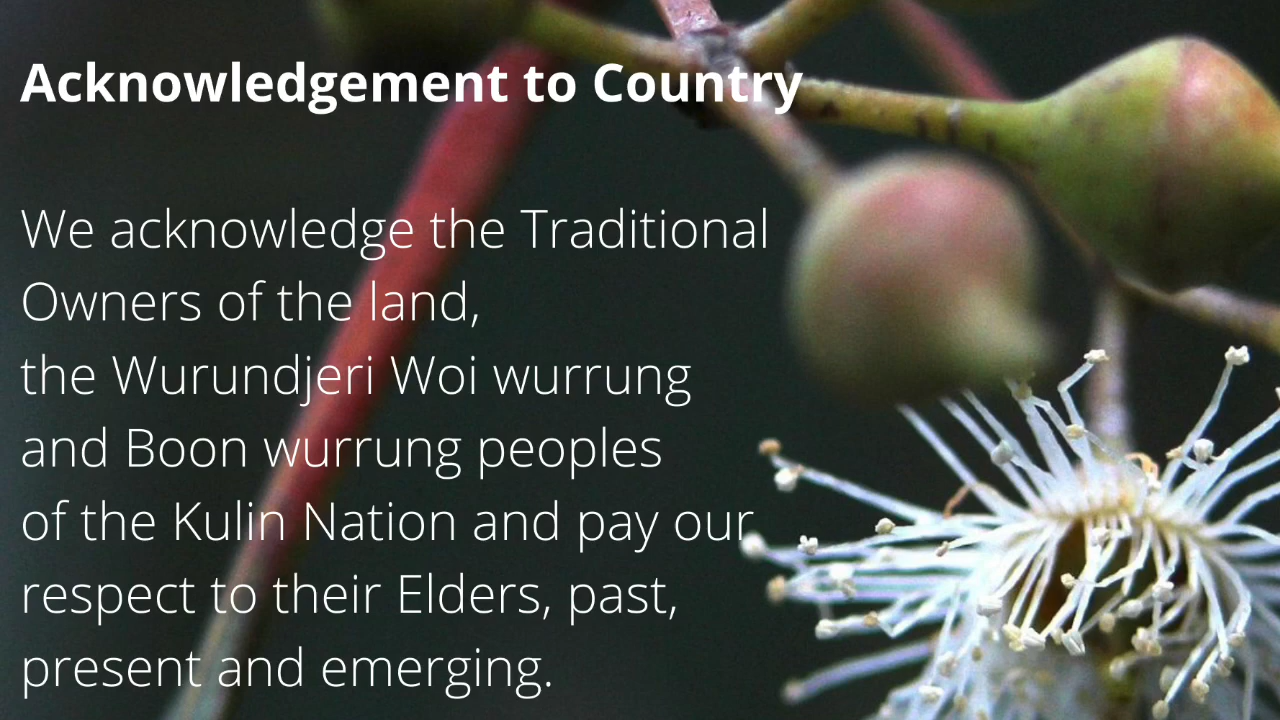 Acknowledgement to Country
We acknowledge the Traditional
Owners of the land,
the Wurundjeri Woi wurrung
and Boon wurrung peoples
of the Kulin Nation and pay our
respect to their Elders, past,
present and emerging.